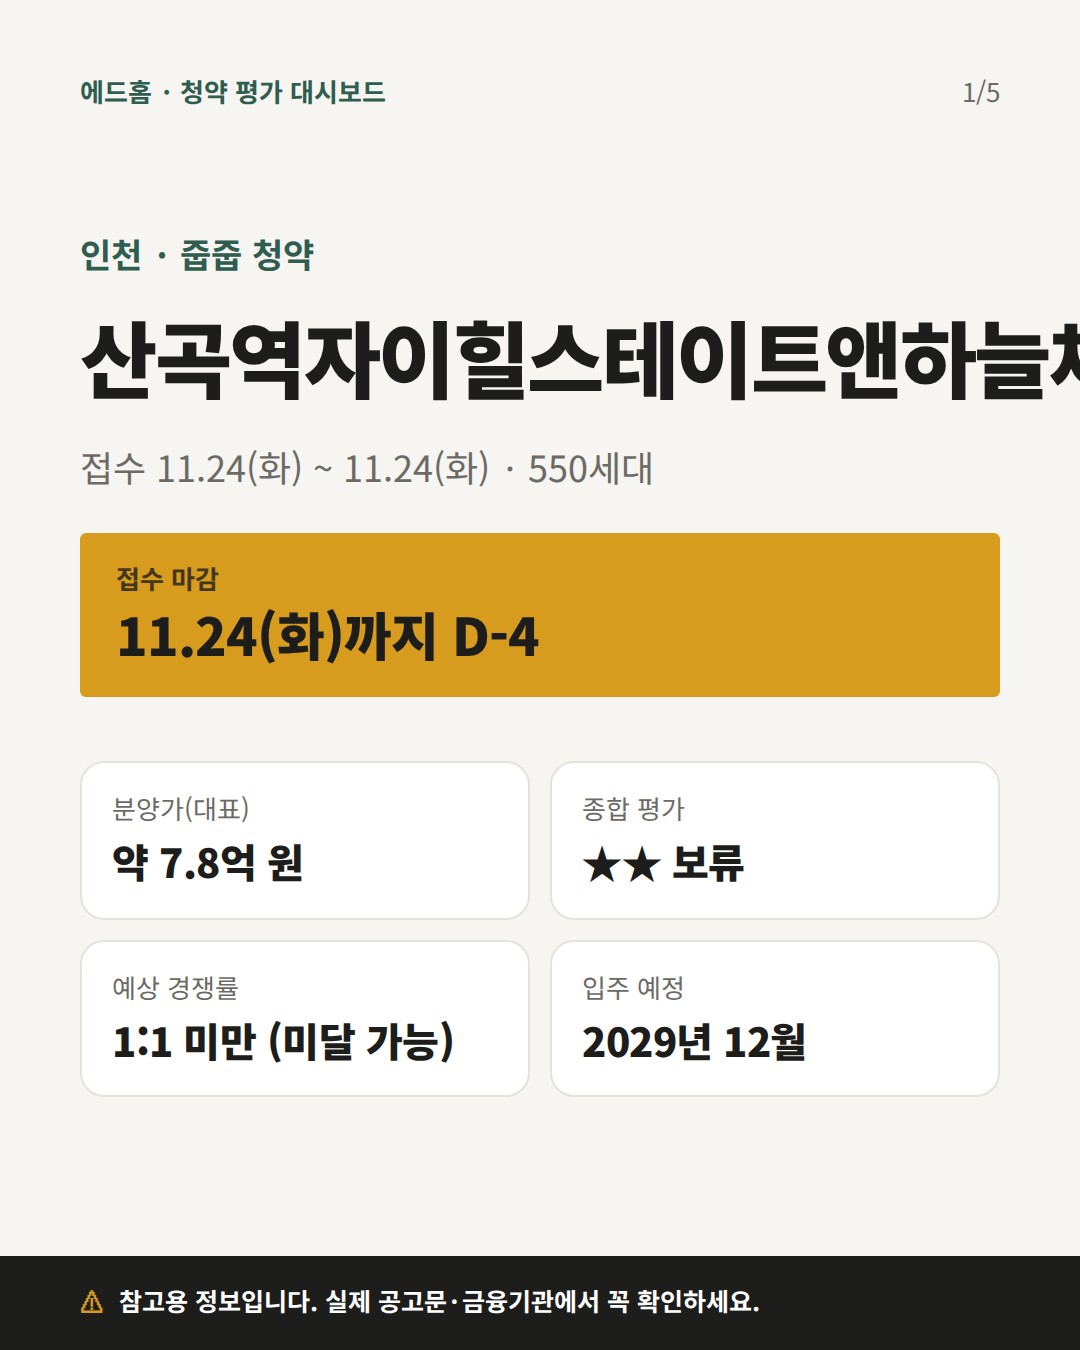 에드홈 · 청약 평가 대시보드
1/5
인천 · 줍줍 청약
산곡역자이힐스테이트앤하늘
접수 11.24(화) ~ 11.24(화) · 550세대
접수 마감
11.24(화)까지 D-4
분양가(대표)
약 7.8억 원
종합 평가
★★ 보류
예상 경쟁률
1:1 미만 (미달 가능)
입주 예정
2029년 12월
⚠ 참고용 정보입니다. 실제 공고문·금융기관에서 꼭 확인하세요.